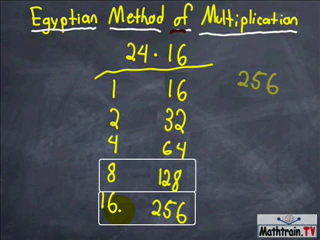 Egyptian Method of Multiplication
24 · 16
1 16
2 32
4 64
8 128
16. 256
256
Mathtrain.TV